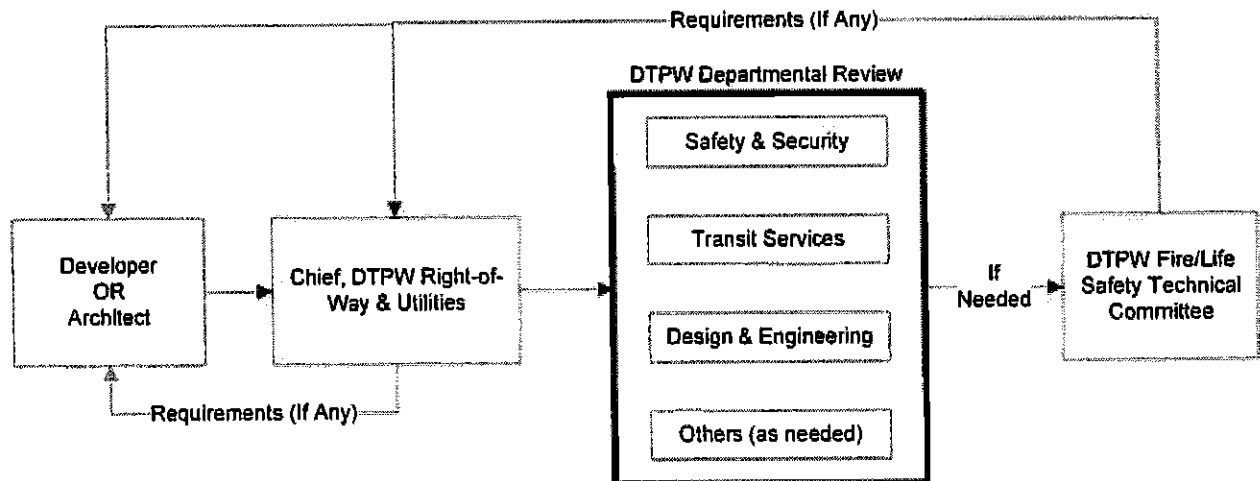 Requirements (If Any)
DTPW Departmental Review
Safety & Security
Transit Services
Design & Engineering
Others (as needed)
Developer
OR
Architect
Chief, DTPW Right-of-
Way & Utilities
If
Needed
DTPW Fire/Life
Safety Technical
Committee
Requirements (If Any)